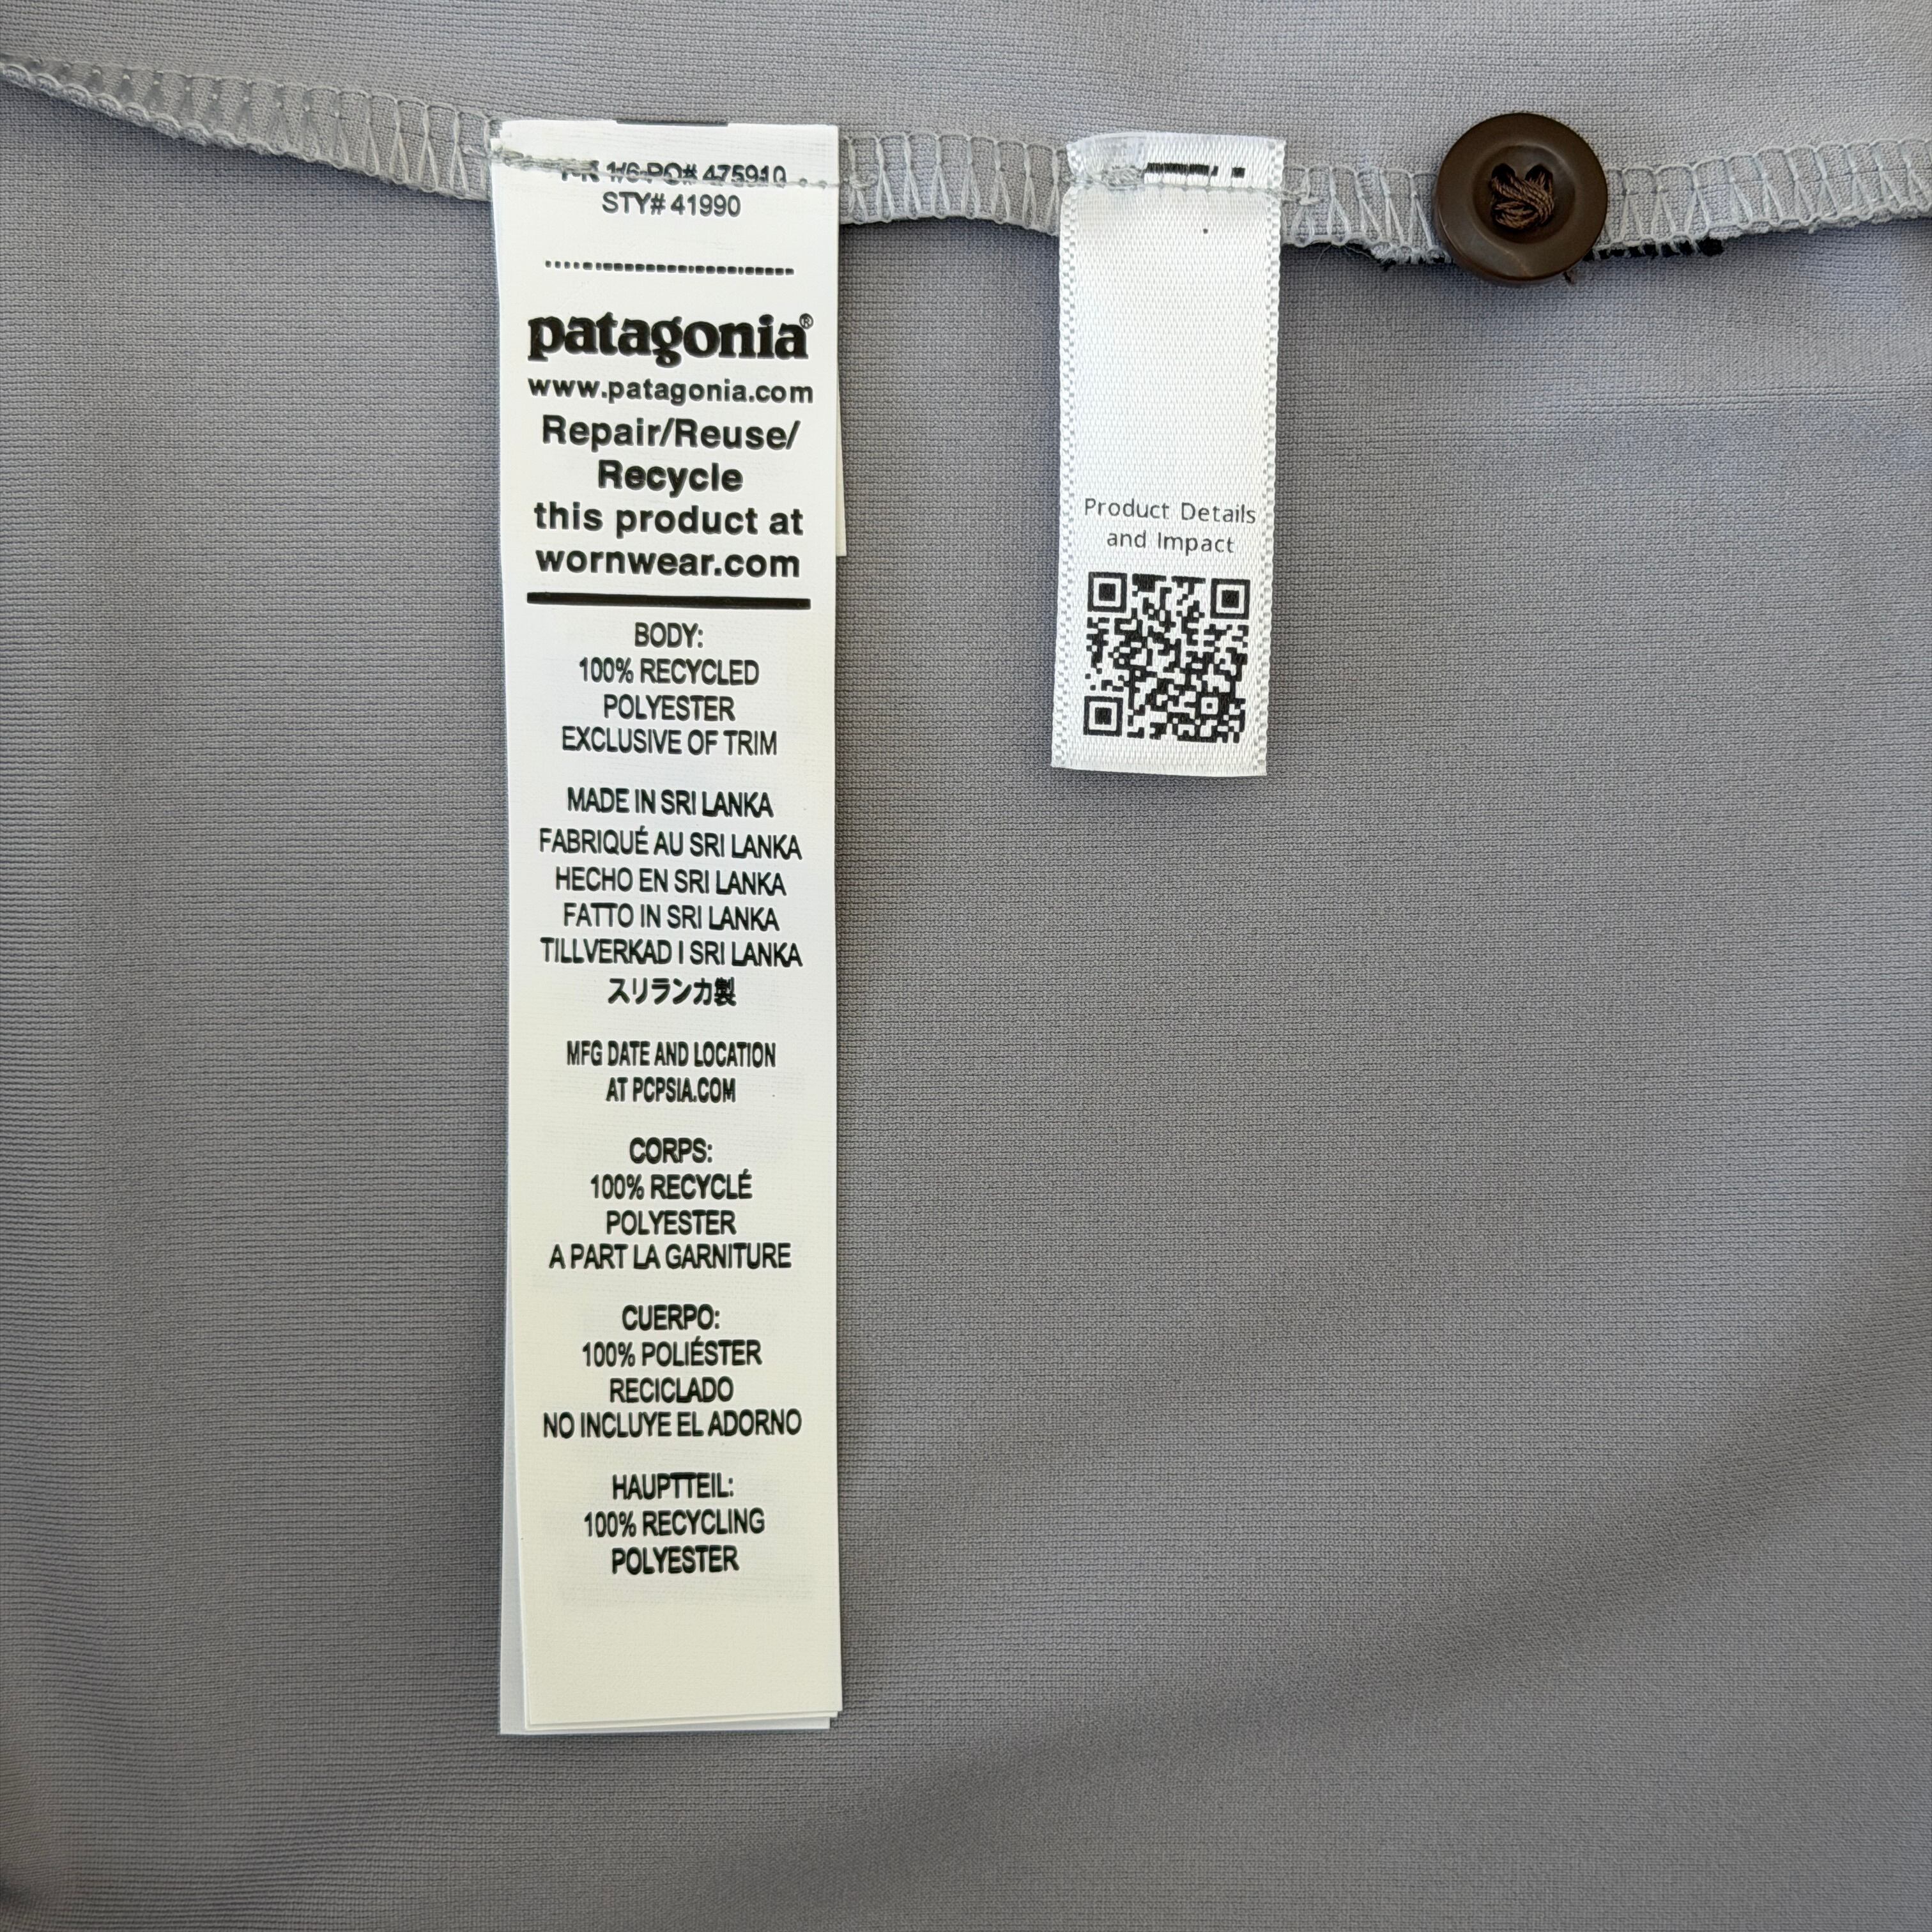 1/6 PO# 475910
STY# 41990
patagonia®
www.patagonia.com
Repair/Reuse/
Recycle
this product at
wornwear.com
BODY:
100% RECYCLED
POLYESTER
EXCLUSIVE OF TRIM
MADE IN SRI LANKA
FABRIQUÉ AU SRI LANKA
HECHO EN SRI LANKA
FATTO IN SRI LANKA
TILLVERKAD I SRI LANKA
スリランカ製
MFG DATE AND LOCATION
AT PCPSIA.COM
CORPS:
100% RECYCLÉ
POLYESTER
A PART LA GARNITURE
CUERPO:
100% POLIÉSTER
RECICLADO
NO INCLUYE EL ADORNO
HAUPTTEIL:
100% RECYCLING
POLYESTER
Product Details
and Impact